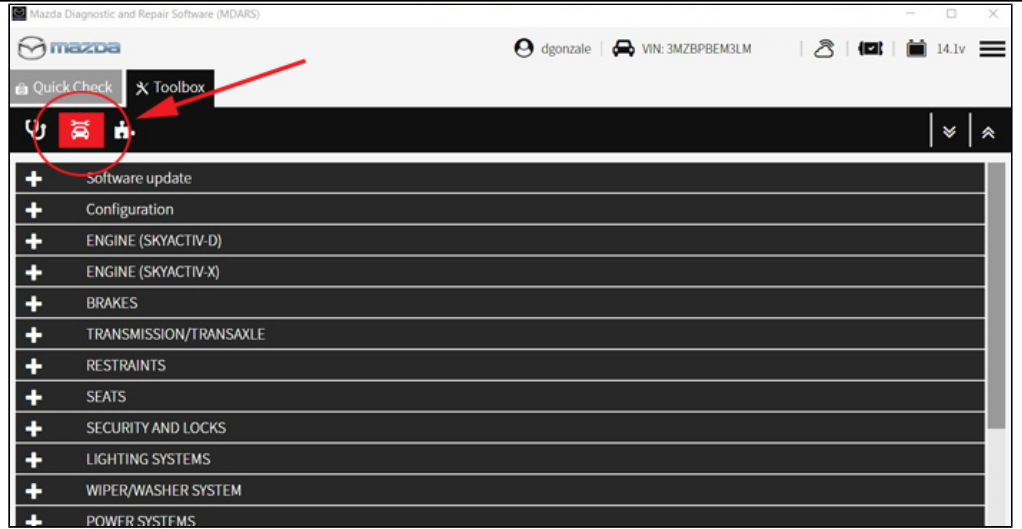 Mazda Diagnostic and Repair Software (MDARS)
mazda dgonzale VIN: 3MZBPBEM3LM 14.1v
Quick Check Toolbox
Software update
Configuration
ENGINE (SKYACTIV-D)
ENGINE (SKYACTIV-X)
BRAKES
TRANSMISSION/TRANSAXLE
RESTRAINTS
SEATS
SECURITY AND LOCKS
LIGHTING SYSTEMS
WIPER/WASHER SYSTEM
POWER SYSTEMS